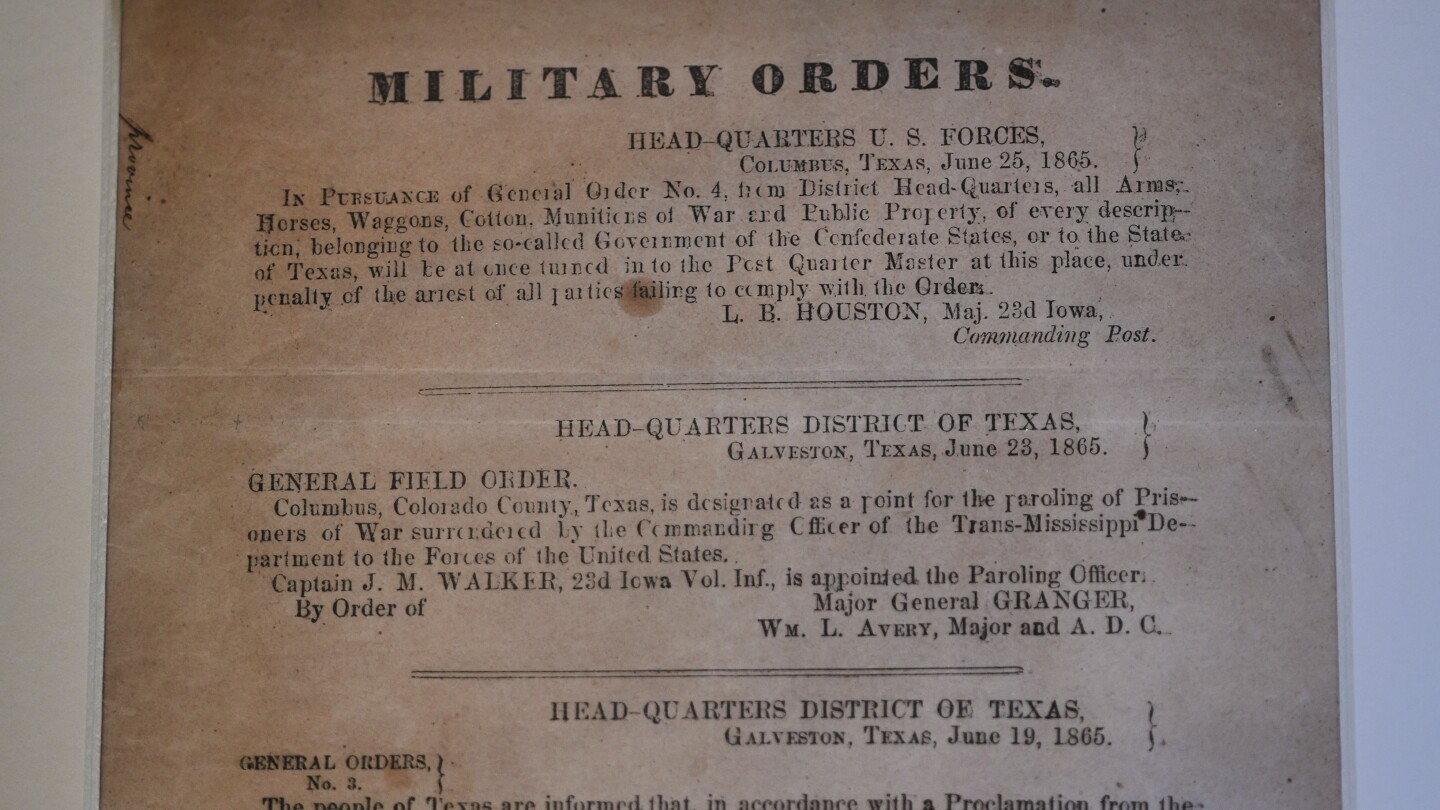 MILITARY ORDERS.
province
HEAD-QUARTERS U. S. FORCES,
COLUMBUS, TEXAS, June 25, 1865.
IN PURSUANCE of General Order No. 4, from District Head-Quarters, all Arms,
Horses, Waggons, Cotton, Munitions of War and Public Property, of every descrip-
tion, belonging to the so-called Government of the Confederate States, or to the State
of Texas, will be at once turned in to the Post Quarter Master at this place, under
penalty of the arrest of all parties failing to comply with the Order.
L. B. HOUSTON, Maj. 23d Iowa,
Commanding Post.
HEAD-QUARTERS DISTRICT OF TEXAS,
GALVESTON, TEXAS, June 23, 1865.
GENERAL FIELD ORDER.
Columbus, Colorado County, Texas, is designated as a point for the paroling of Pris-
oners of War surrendered by the Commanding Officer of the Trans-Mississippi De-
partment to the Forces of the United States.
Captain J. M. WALKER, 23d Iowa Vol. Inf., is appointed the Paroling Officer.
By Order of Major General GRANGER,
WM. L. AVERY, Major and A. D. C.
HEAD-QUARTERS DISTRICT OF TEXAS,
GALVESTON, TEXAS, June 19, 1865.
GENERAL ORDERS,
No. 3.
The people of Texas are informed that, in accordance with a Proclamation from the